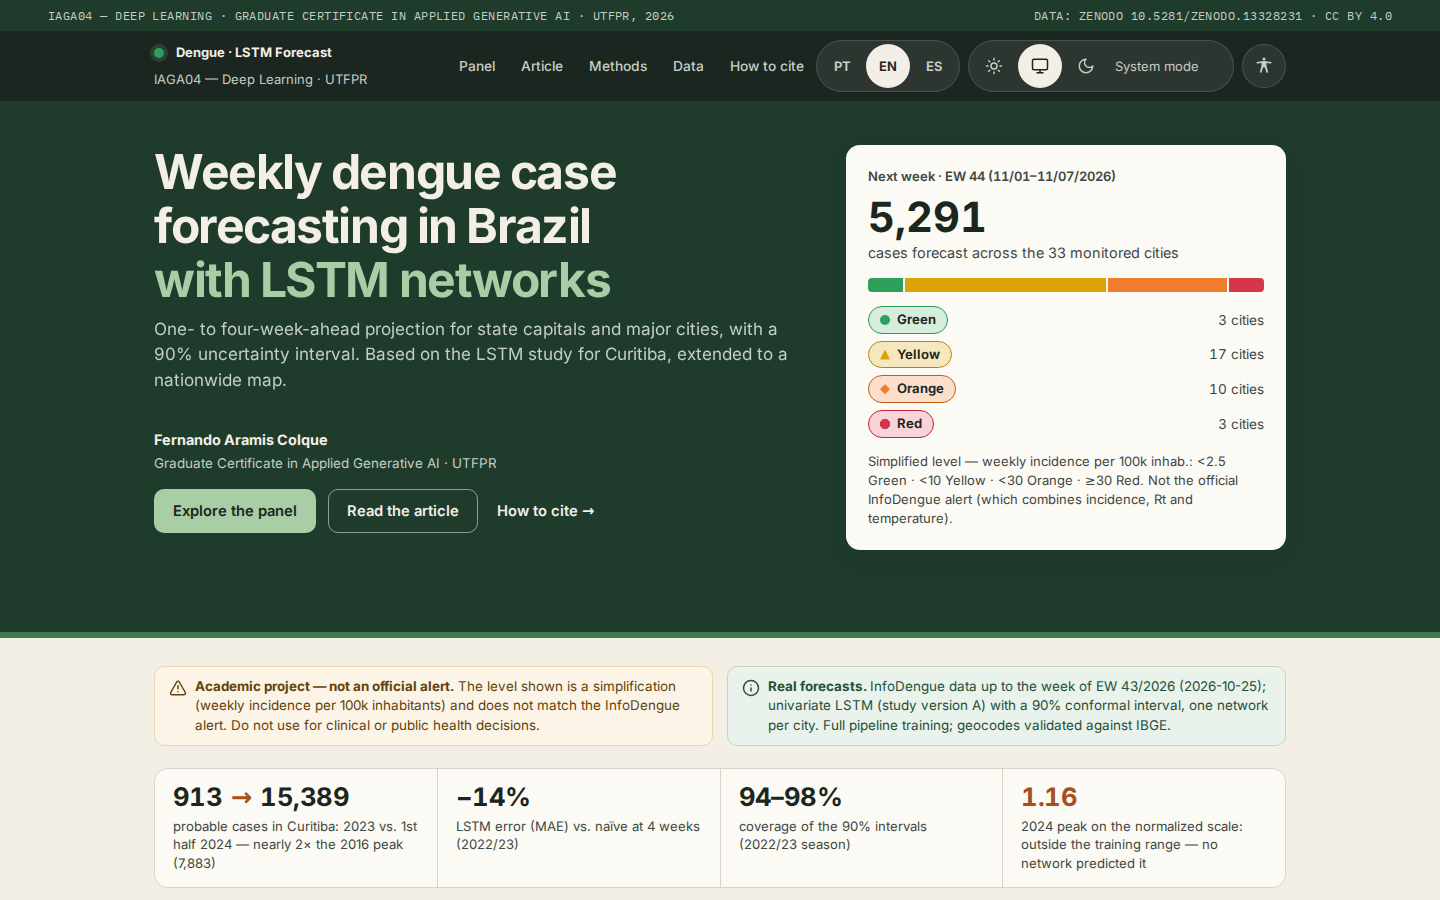 IAGA04 — DEEP LEARNING · GRADUATE CERTIFICATE IN APPLIED GENERATIVE AI · UTFPR, 2026
DATA: ZENODO 10.5281/ZENODO.13328231 · CC BY 4.0
Dengue · LSTM Forecast
IAGA04 — Deep Learning · UTFPR
Panel Article Methods Data How to cite PT EN ES System mode
Weekly dengue case
forecasting in Brazil
with LSTM networks
One- to four-week-ahead projection for state capitals and major cities, with a
90% uncertainty interval. Based on the LSTM study for Curitiba, extended to a
nationwide map.
Fernando Aramis Colque
Graduate Certificate in Applied Generative AI · UTFPR
Explore the panel Read the article How to cite →
Next week · EW 44 (11/01–11/07/2026)
5,291
cases forecast across the 33 monitored cities
Green 3 cities
Yellow 17 cities
Orange 10 cities
Red 3 cities
Simplified level — weekly incidence per 100k inhab.: <2.5
Green · <10 Yellow · <30 Orange · ≥30 Red. Not the official
InfoDengue alert (which combines incidence, Rt and
temperature).
Academic project — not an official alert. The level shown is a simplification
(weekly incidence per 100k inhabitants) and does not match the InfoDengue
alert. Do not use for clinical or public health decisions.
Real forecasts. InfoDengue data up to the week of EW 43/2026 (2026-10-25);
univariate LSTM (study version A) with a 90% conformal interval, one network
per city. Full pipeline training; geocodes validated against IBGE.
913 → 15,389
probable cases in Curitiba: 2023 vs. 1st
half 2024 — nearly 2× the 2016 peak
(7,883)
−14%
LSTM error (MAE) vs. naïve at 4 weeks
(2022/23)
94–98%
coverage of the 90% intervals
(2022/23 season)
1.16
2024 peak on the normalized scale:
outside the training range — no
network predicted it